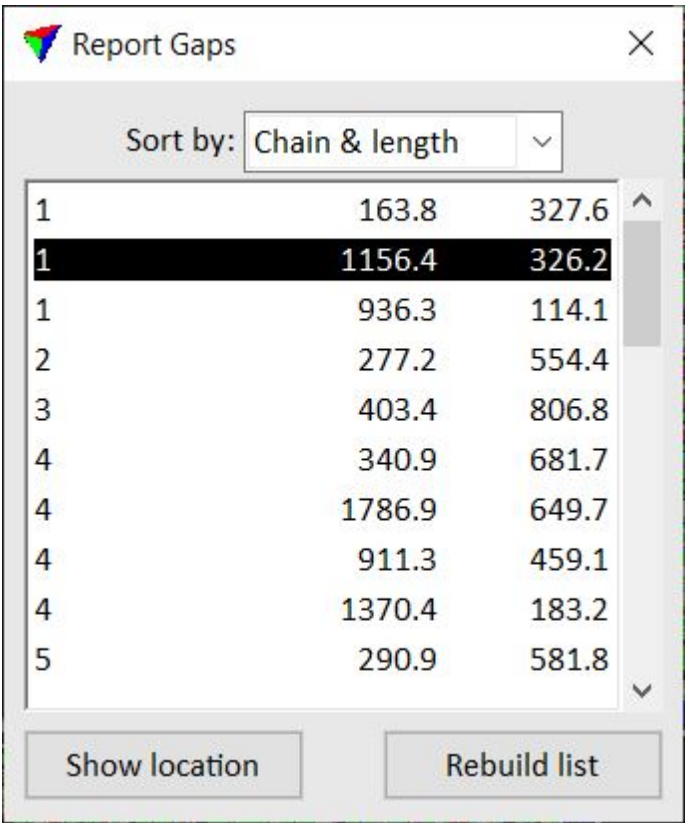 Report Gaps
Sort by: Chain & length
1 163.8 327.6
1 1156.4 326.2
1 936.3 114.1
2 277.2 554.4
3 403.4 806.8
4 340.9 681.7
4 1786.9 649.7
4 911.3 459.1
4 1370.4 183.2
5 290.9 581.8
Show location Rebuild list